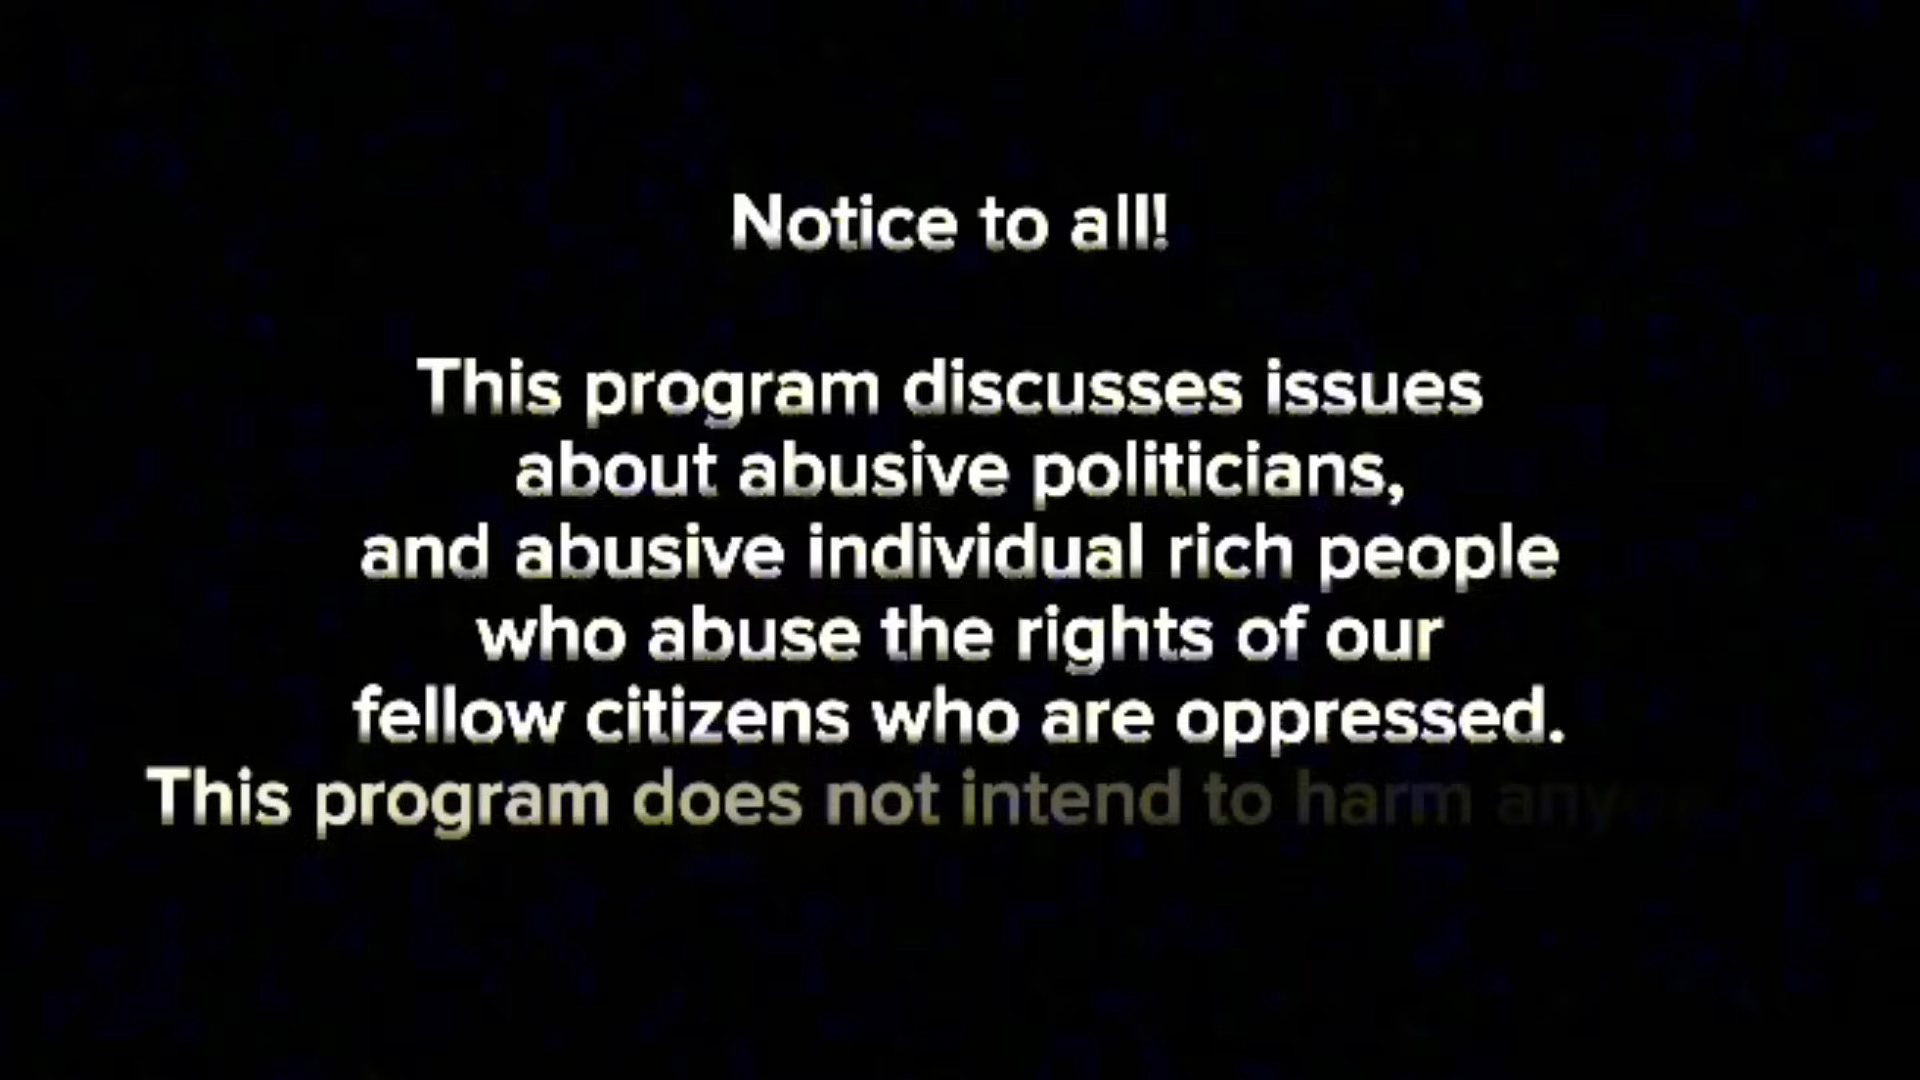 Notice to all!
This program discusses issues
about abusive politicians,
and abusive individual rich people
who abuse the rights of our
fellow citizens who are oppressed.
This program does not intend to harm